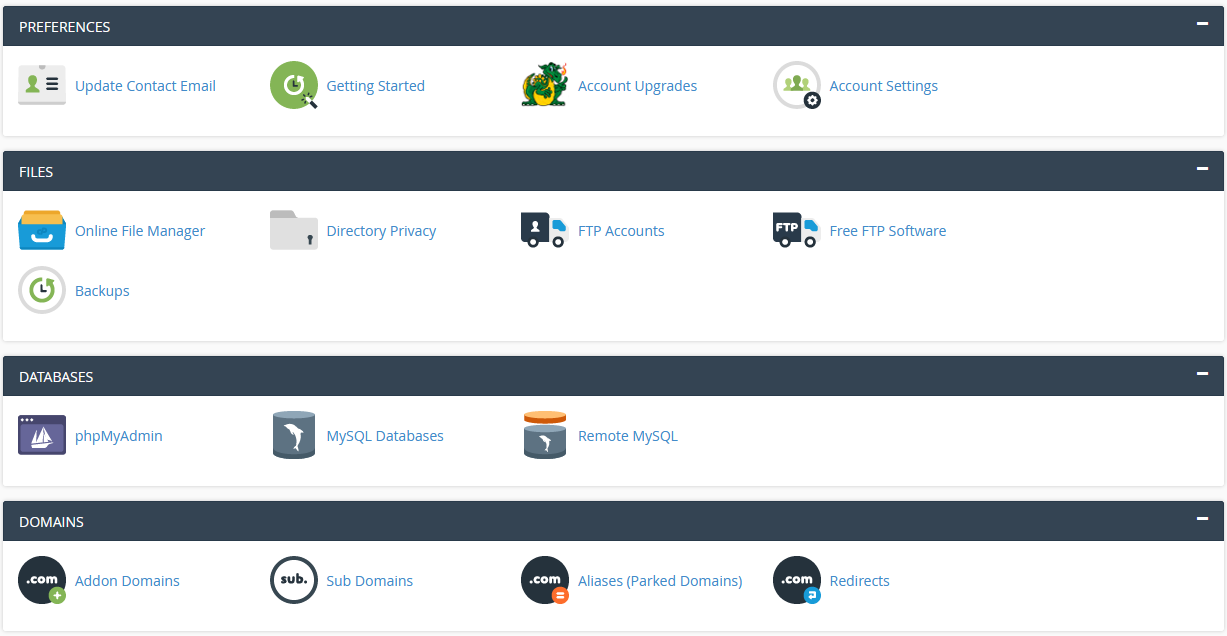 PREFERENCES
Update Contact Email
Getting Started
Account Upgrades
Account Settings
FILES
Online File Manager
Directory Privacy
FTP Accounts
FTP
Free FTP Software
Backups
DATABASES
phpMyAdmin
MySQL Databases
Remote MySQL
DOMAINS
.com
Addon Domains
sub.
Sub Domains
.com
Aliases (Parked Domains)
.com
Redirects